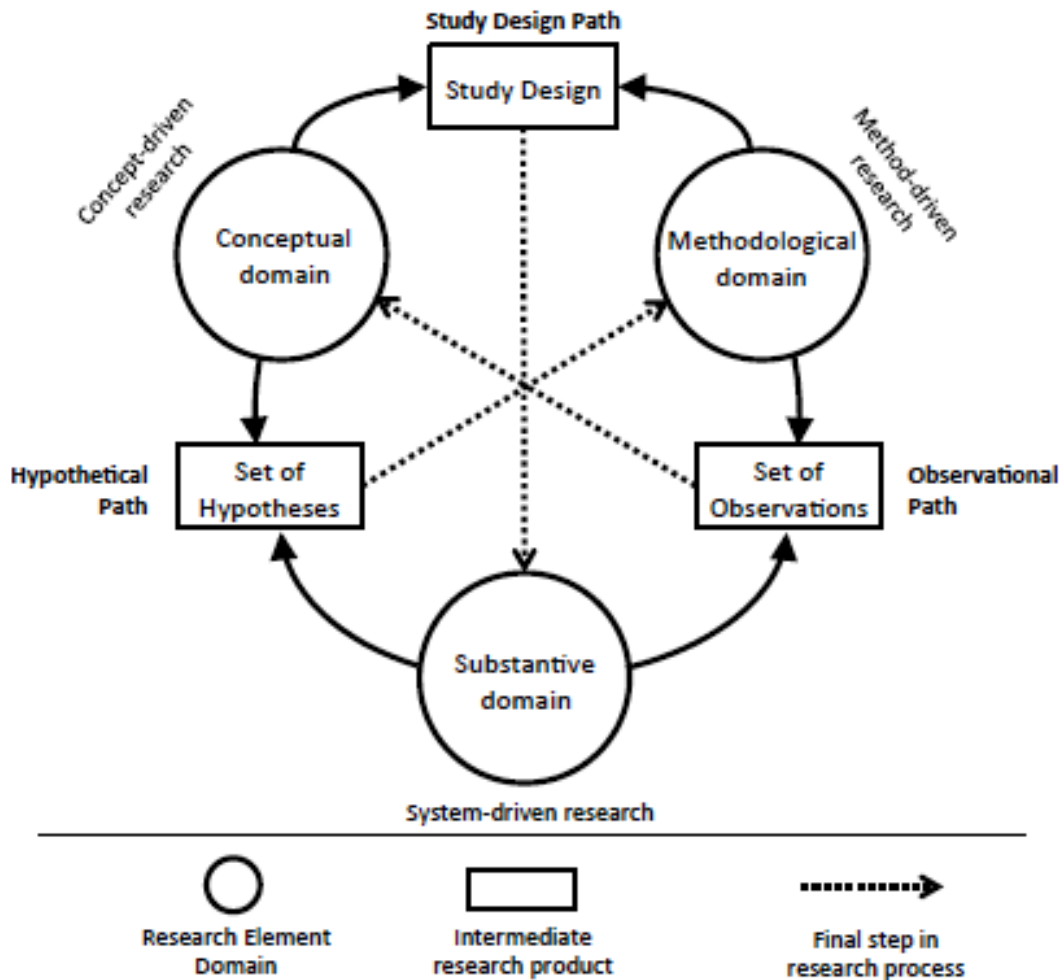 Study Design Path
Study Design
Concept-driven
research
Method-driven
research
Conceptual
domain
Methodological
domain
Hypothetical
Path
Set of
Hypotheses
Set of
Observations
Observational
Path
Substantive
domain
System-driven research
Research Element
Domain
Intermediate
research product
Final step in
research process